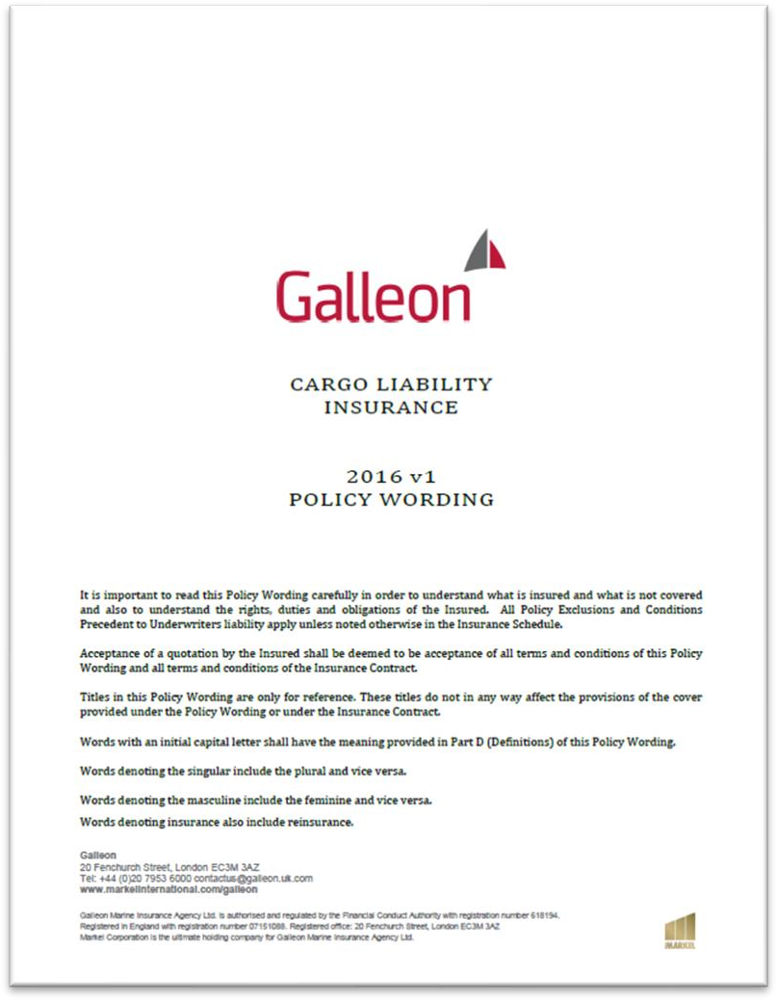 Galleon
CARGO LIABILITY
INSURANCE
2016 v1
POLICY WORDING
It is important to read this Policy Wording carefully in order to understand what is insured and what is not covered
and also to understand the rights, duties and obligations of the Insured. All Policy Exclusions and Conditions
Precedent to Underwriters liability apply unless noted otherwise in the Insurance Schedule.
Acceptance of a quotation by the Insured shall be deemed to be acceptance of all terms and conditions of this Policy
Wording and all terms and conditions of the Insurance Contract.
Titles in this Policy Wording are only for reference. These titles do not in any way affect the provisions of the cover
provided under the Policy Wording or under the Insurance Contract.
Words with an initial capital letter shall have the meaning provided in Part D (Definitions) of this Policy Wording.
Words denoting the singular include the plural and vice versa.
Words denoting the masculine include the feminine and vice versa.
Words denoting insurance also include reinsurance.
Galleon
20 Fenchurch Street, London EC3M 3AZ
Tel: +44 (0)20 7953 6000 contactus@galleon.uk.com
www.markelinternational.com/galleon
Galleon Marine Insurance Agency Ltd. is authorised and regulated by the Financial Conduct Authority with registration number 618194.
Registered in England with registration number 07151088. Registered office: 20 Fenchurch Street, London EC3M 3AZ
Markel Corporation is the ultimate holding company for Galleon Marine Insurance Agency Ltd.
MARKEL